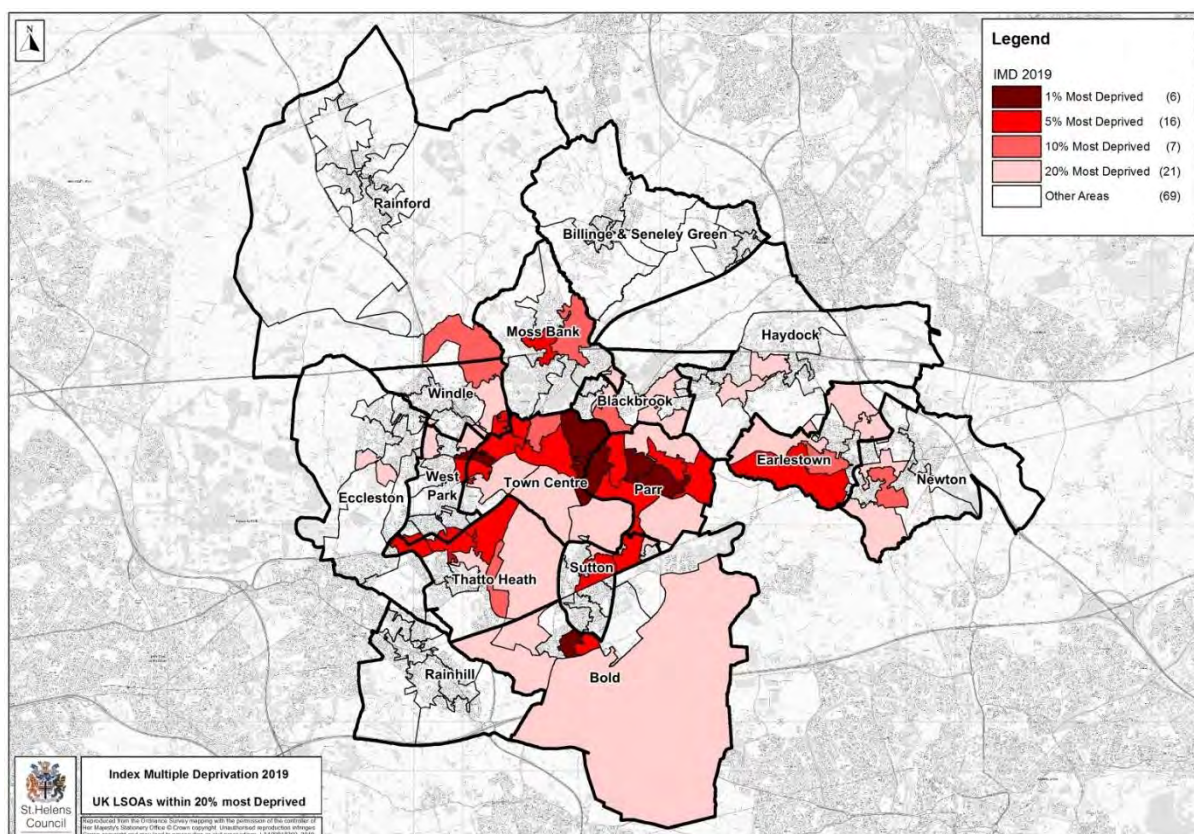 N
Legend
IMD 2019
1% Most Deprived (6)
5% Most Deprived (16)
10% Most Deprived (7)
20% Most Deprived (21)
Other Areas (69)
Rainford
Billinge & Seneley Green
Moss Bank
Haydock
Windle
Blackbrook
Earlestown
Newton
Eccleston
West
Park
Town Centre
Parr
Thatto Heath
Sutton
Rainhill
Bold
St.Helens
Council
Index Multiple Deprivation 2019
UK LSOAs within 20% most Deprived
Reproduced from the Ordnance Survey mapping with the permission of the controller of
Her Majesty's Stationery Office © Crown copyright. Unauthorised reproduction infringes